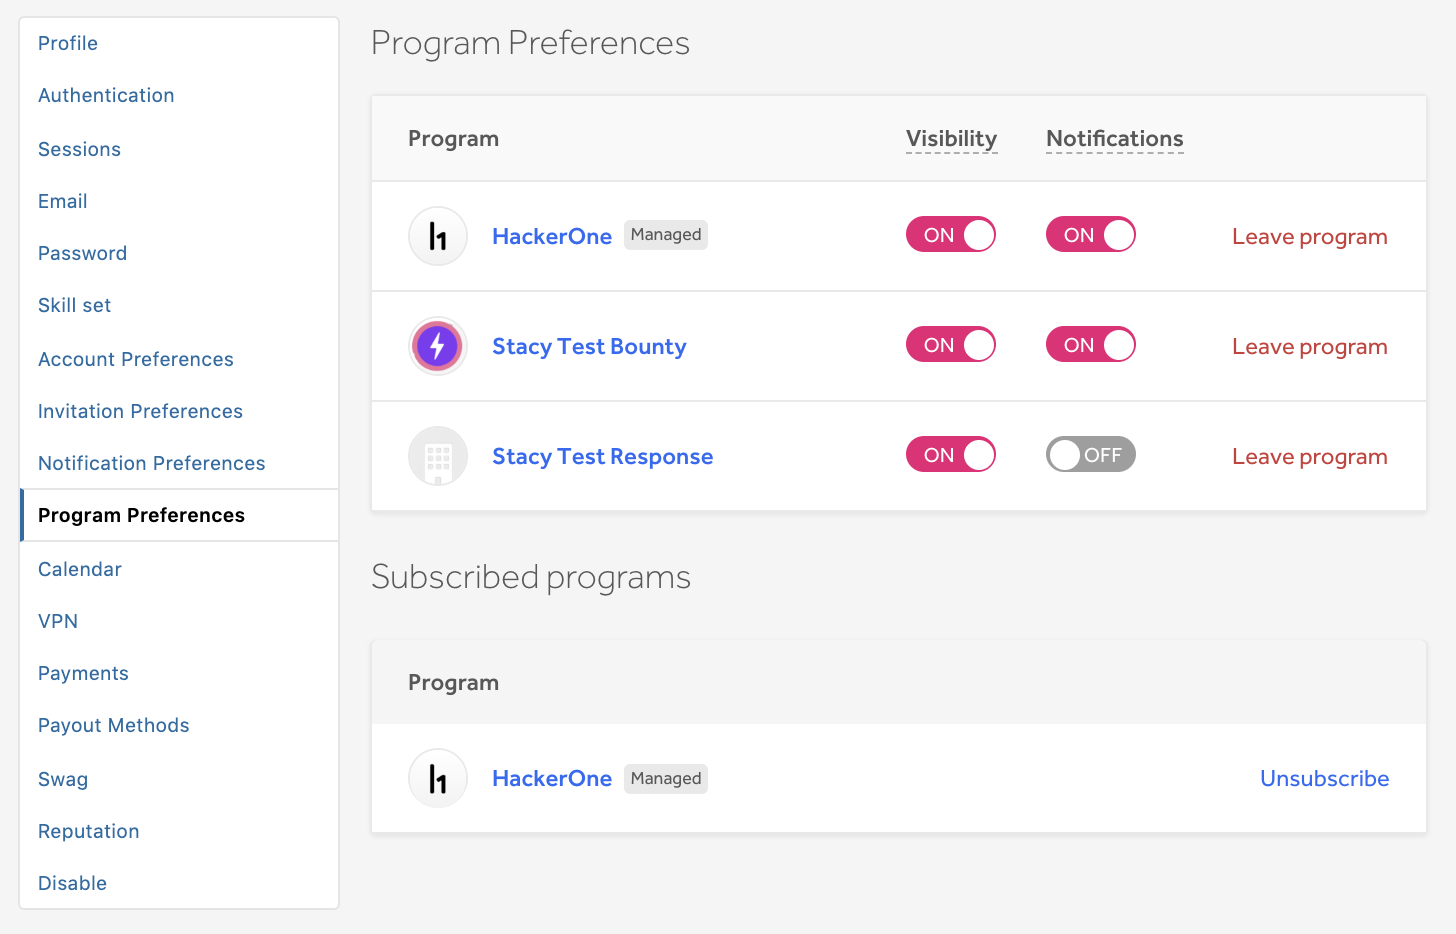 Profile
Authentication
Sessions
Email
Password
Skill set
Account Preferences
Invitation Preferences
Notification Preferences
Program Preferences
Calendar
VPN
Payments
Payout Methods
Swag
Reputation
Disable
Program Preferences
Program Visibility Notifications
h1 HackerOne Managed ON ON Leave program
Stacy Test Bounty ON ON Leave program
Stacy Test Response ON OFF Leave program
Subscribed programs
Program
h1 HackerOne Managed Unsubscribe